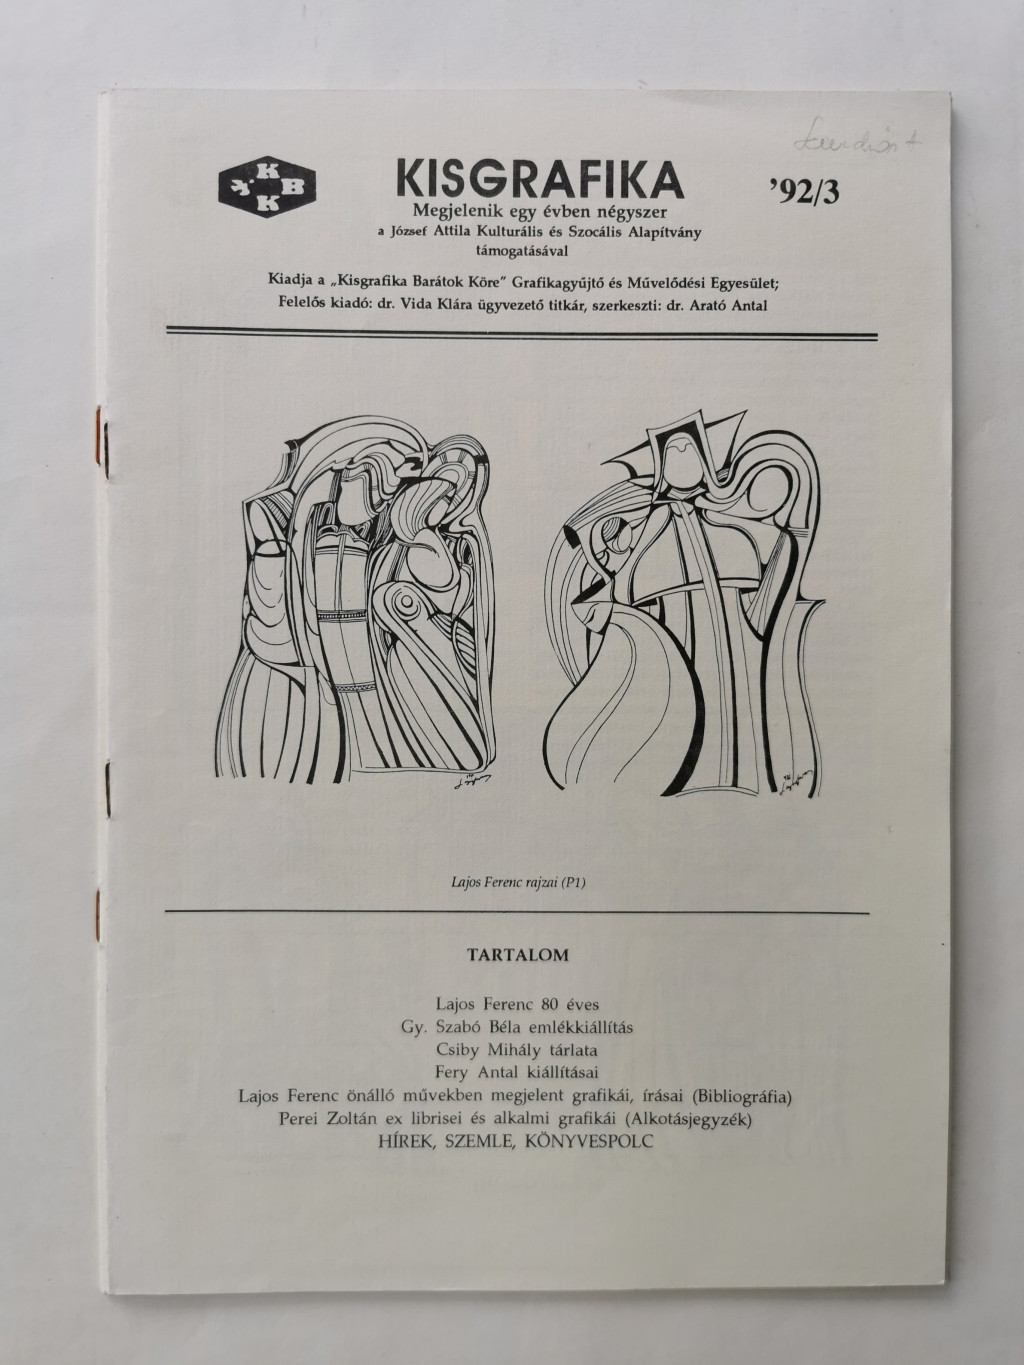 K
B
K
KISGRAFIKA
'92/3
Megjelenik egy évben négyszer
a József Attila Kulturális és Szocális Alapítvány
támogatásával
Kiadja a „Kisgrafika Barátok Köre" Grafikagyűjtő és Művelődési Egyesület;
Felelős kiadó: dr. Vida Klára ügyvezető titkár, szerkeszti: dr. Arató Antal
Lajos Ferenc rajzai (P1)
TARTALOM
Lajos Ferenc 80 éves
Gy. Szabó Béla emlékkiállítás
Csiby Mihály tárlata
Fery Antal kiállításai
Lajos Ferenc önálló művekben megjelent grafikái, írásai (Bibliográfia)
Perei Zoltán ex librisei és alkalmi grafikái (Alkotásjegyzék)
HÍREK, SZEMLE, KÖNYVESPOLC